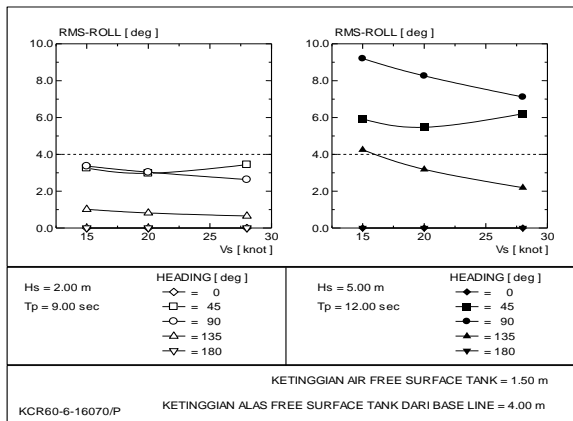 RMS-ROLL [ deg ]
10.0
8.0
6.0
4.0
2.0
0.0
15
20
25
30
Vs [ knot ]
RMS-ROLL [ deg ]
10.0
8.0
6.0
4.0
2.0
0.0
15
20
25
30
Vs [ knot ]
Hs = 2.00 m
Tp = 9.00 sec
HEADING [ deg ]
= 0
= 45
= 90
= 135
= 180
Hs = 5.00 m
Tp = 12.00 sec
HEADING [ deg ]
= 0
= 45
= 90
= 135
= 180
KETINGGIAN AIR FREE SURFACE TANK = 1.50 m
KCR60-6-16070/P
KETINGGIAN ALAS FREE SURFACE TANK DARI BASE LINE = 4.00 m